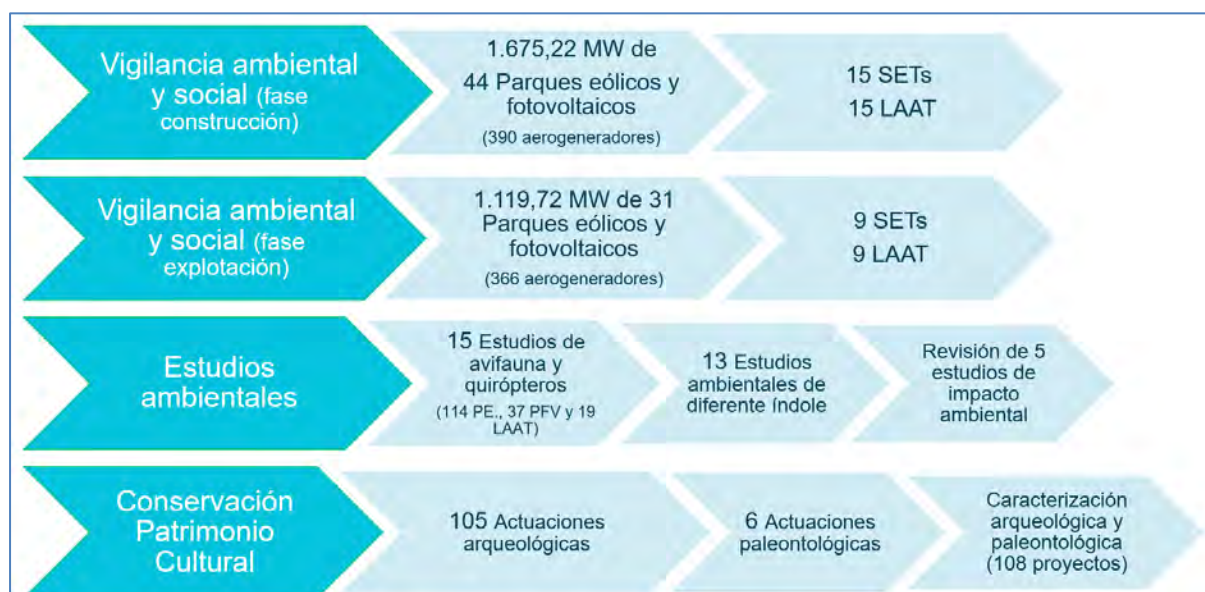 Vigilancia ambiental
y social (fase
construcción)
1.675,22 MW de
44 Parques eólicos y
fotovoltaicos
(390 aerogeneradores)
15 SETs
15 LAAT
Vigilancia ambiental
y social (fase
explotación)
1.119,72 MW de 31
Parques eólicos y
fotovoltaicos
(366 aerogeneradores)
9 SETs
9 LAAT
Estudios
ambientales
15 Estudios de
avifauna y
quirópteros
(114 PE., 37 PFV y 19
LAAT)
13 Estudios
ambientales de
diferente índole
Revisión de 5
estudios de
impacto
ambiental
Conservación
Patrimonio
Cultural
105 Actuaciones
arqueológicas
6 Actuaciones
paleontológicas
Caracterización
arqueológica y
paleontológica
(108 proyectos)